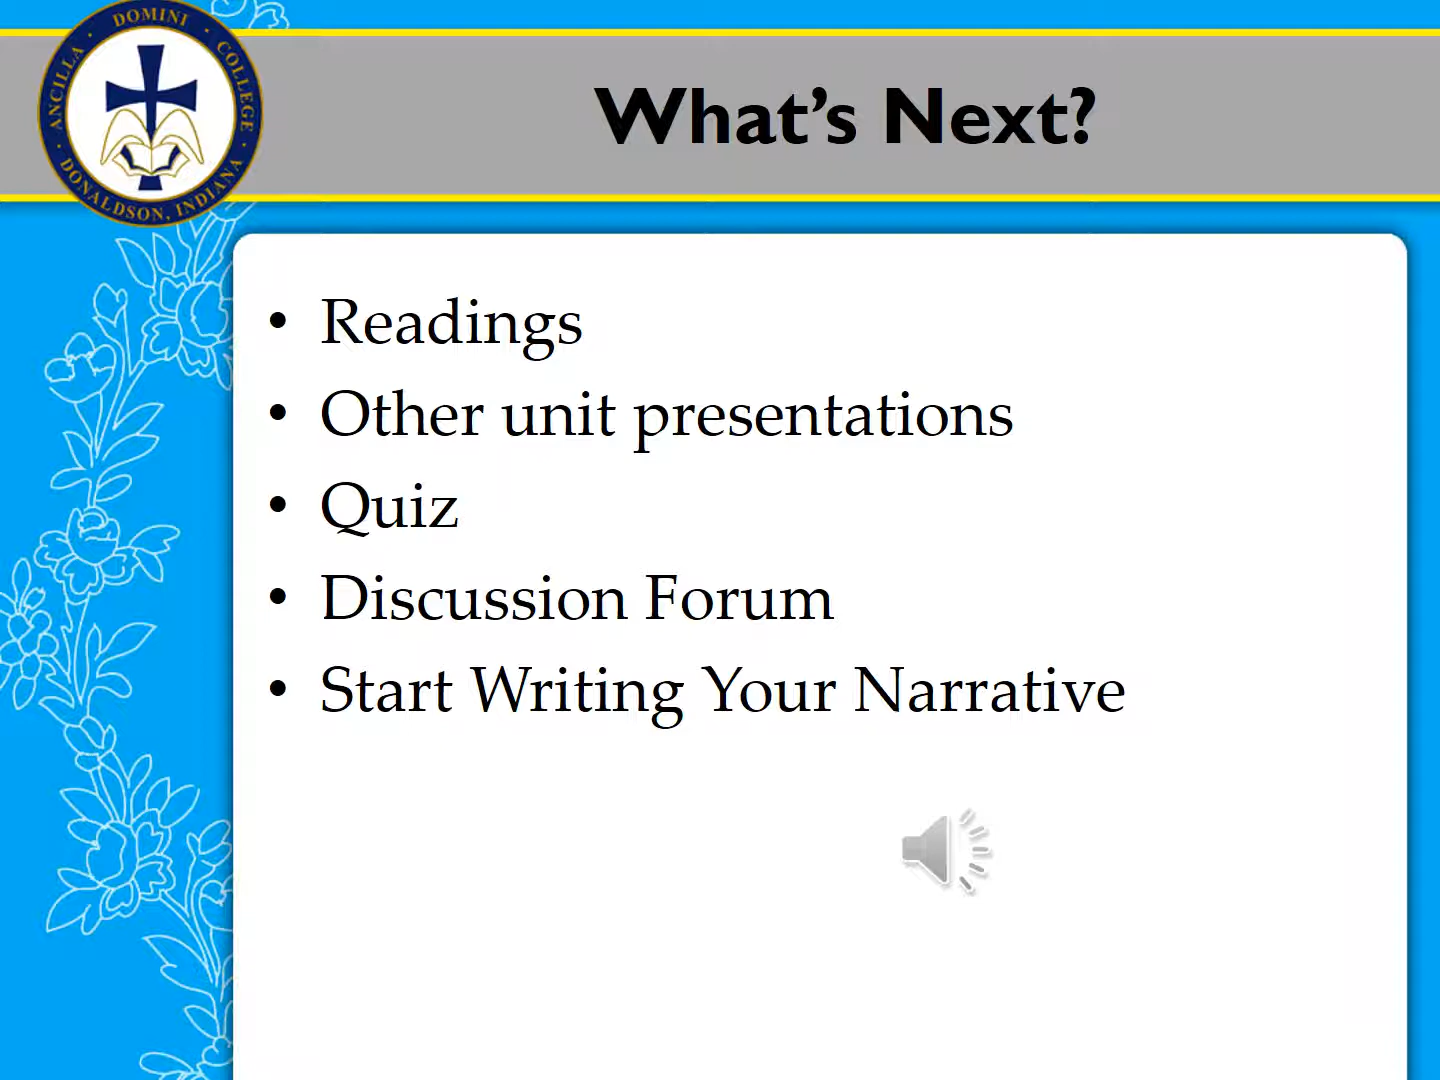 ANCILLA · DOMINI · COLLEGE
· DONALDSON, INDIANA ·
What’s Next?
• Readings
• Other unit presentations
• Quiz
• Discussion Forum
• Start Writing Your Narrative